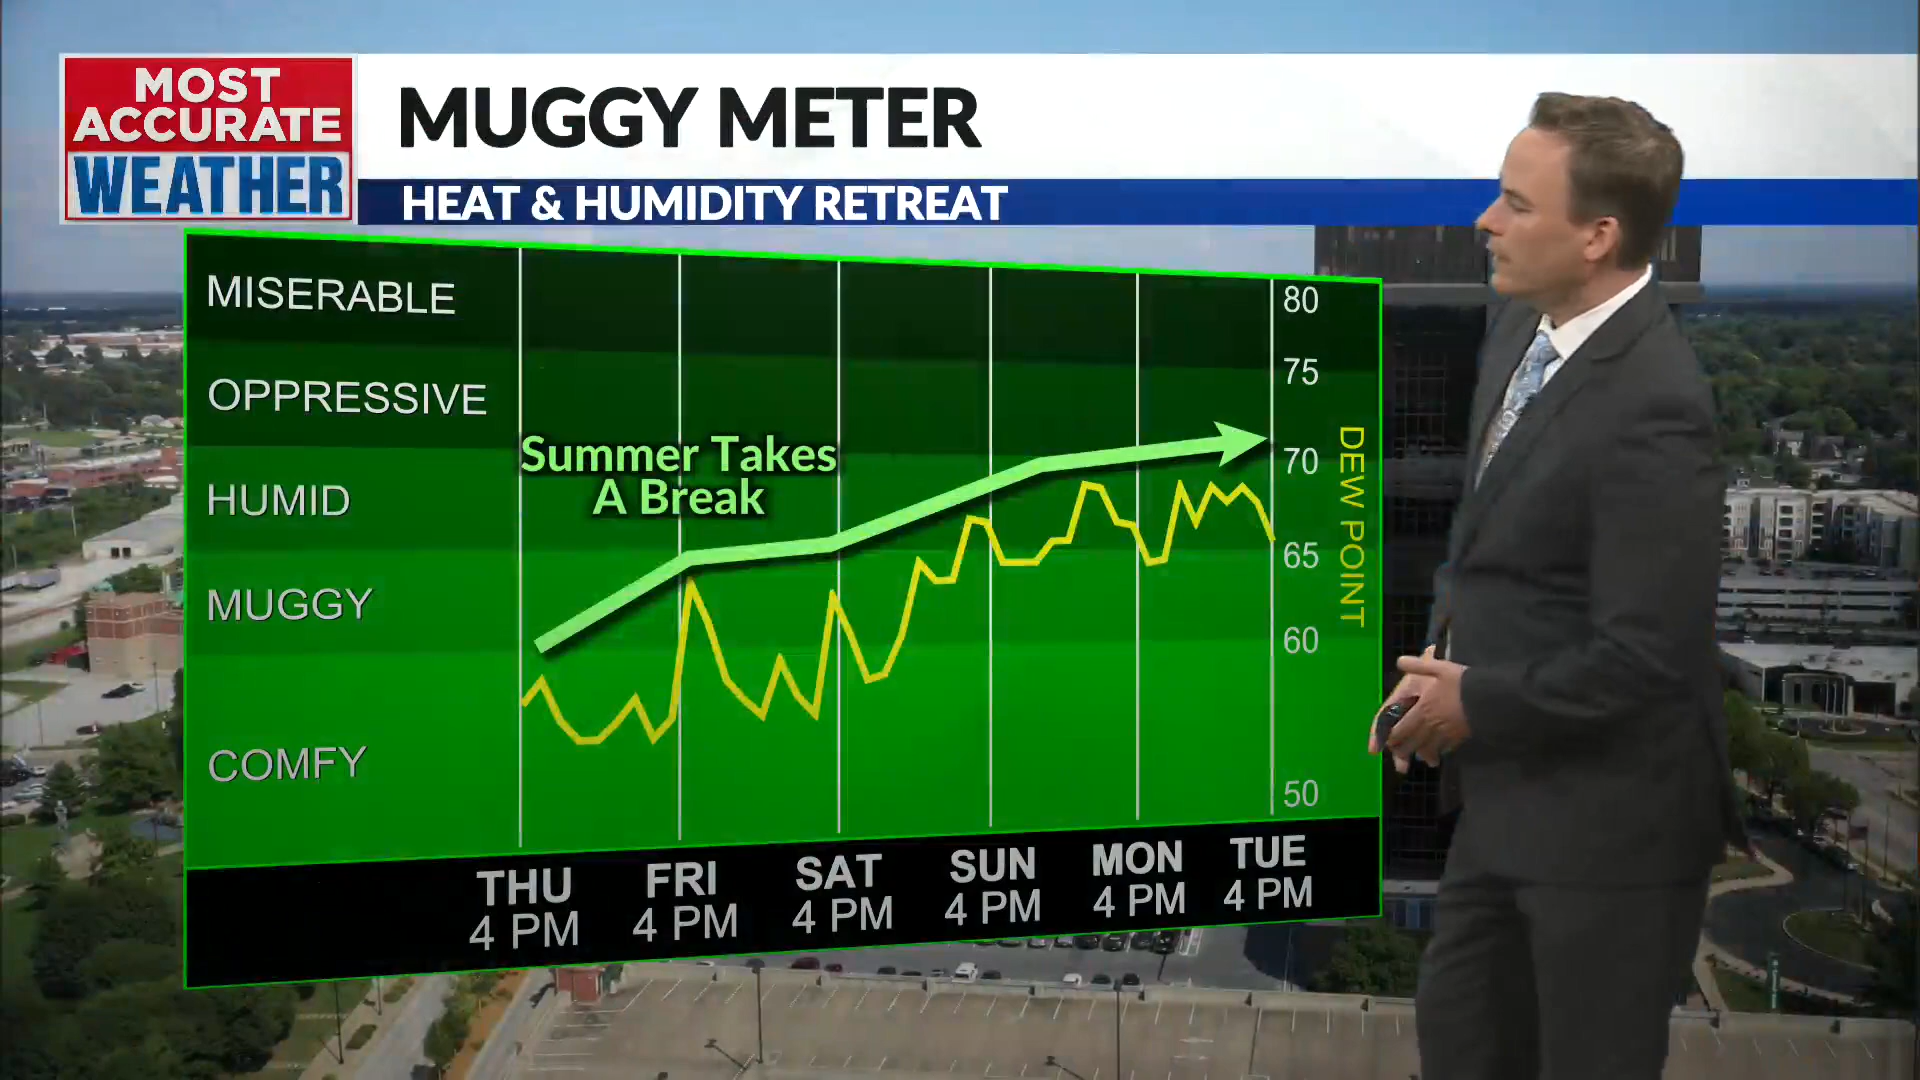 MOST
ACCURATE
WEATHER
MUGGY METER
HEAT & HUMIDITY RETREAT
MISERABLE
OPPRESSIVE
HUMID
MUGGY
COMFY
Summer Takes
A Break
80
75
70
65
60
50
DEW POINT
THU
4 PM
FRI
4 PM
SAT
4 PM
SUN
4 PM
MON
4 PM
TUE
4 PM